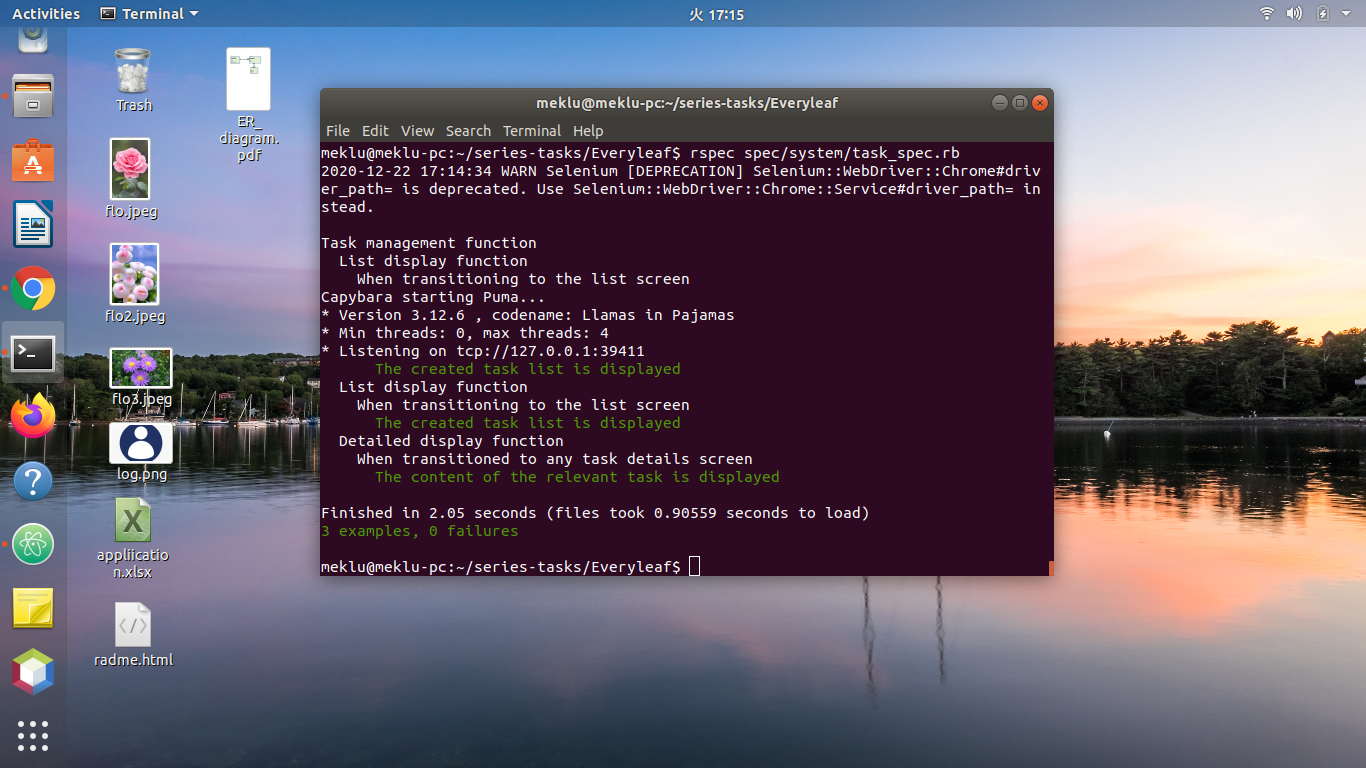 Activities
Terminal
火 17:15
Trash
ER_
diagram.
pdf
flo.jpeg
flo2.jpeg
flo3.jpeg
log.png
appliicatio
n.xlsx
radme.html
meklu@meklu-pc:~/series-tasks/Everyleaf
File Edit View Search Terminal Help
meklu@meklu-pc:~/series-tasks/Everyleaf$ rspec spec/system/task_spec.rb
2020-12-22 17:14:34 WARN Selenium [DEPRECATION] Selenium::WebDriver::Chrome#driv
er_path= is deprecated. Use Selenium::WebDriver::Chrome::Service#driver_path= in
stead.
Task management function
List display function
When transitioning to the list screen
Capybara starting Puma...
* Version 3.12.6 , codename: Llamas in Pajamas
* Min threads: 0, max threads: 4
* Listening on tcp://127.0.0.1:39411
The created task list is displayed
List display function
When transitioning to the list screen
The created task list is displayed
Detailed display function
When transitioned to any task details screen
The content of the relevant task is displayed
Finished in 2.05 seconds (files took 0.90559 seconds to load)
3 examples, 0 failures
meklu@meklu-pc:~/series-tasks/Everyleaf$